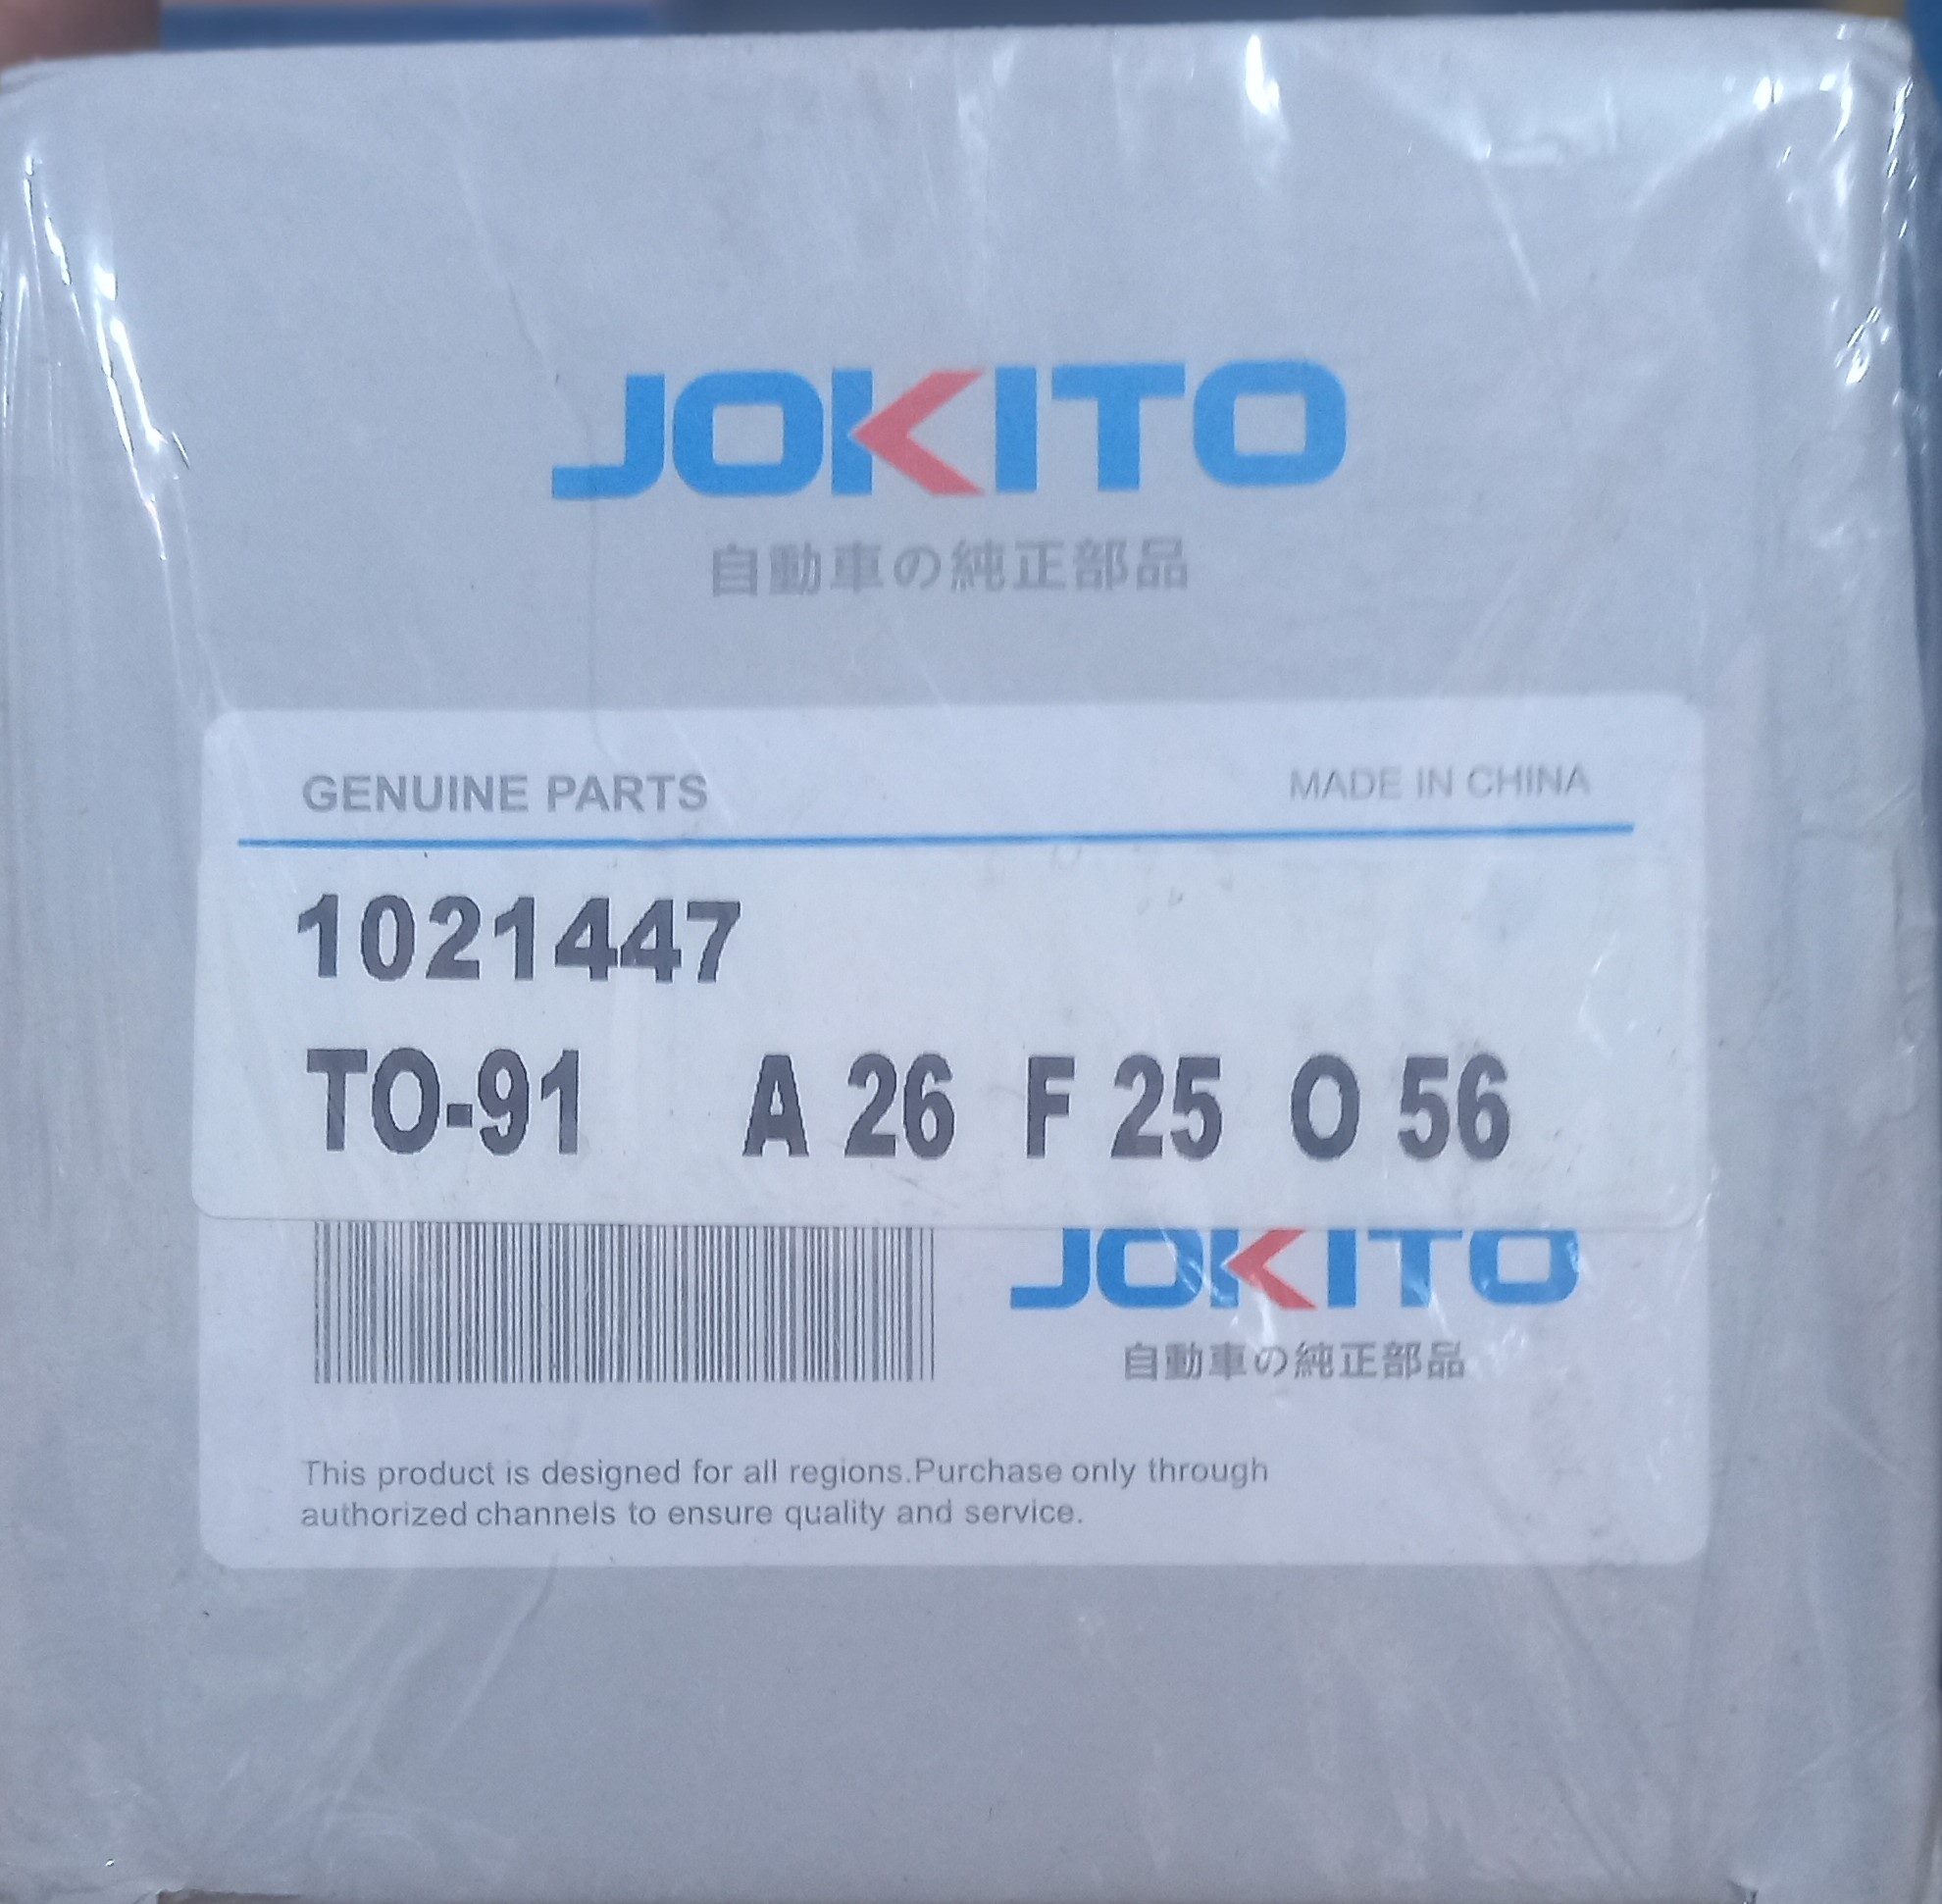 JOKITO
自動車の純正部品
GENUINE PARTS MADE IN CHINA
1021447
TO-91 A 26 F 25 O 56
JOKITO
自動車の純正部品
This product is designed for all regions.Purchase only through
authorized channels to ensure quality and service.